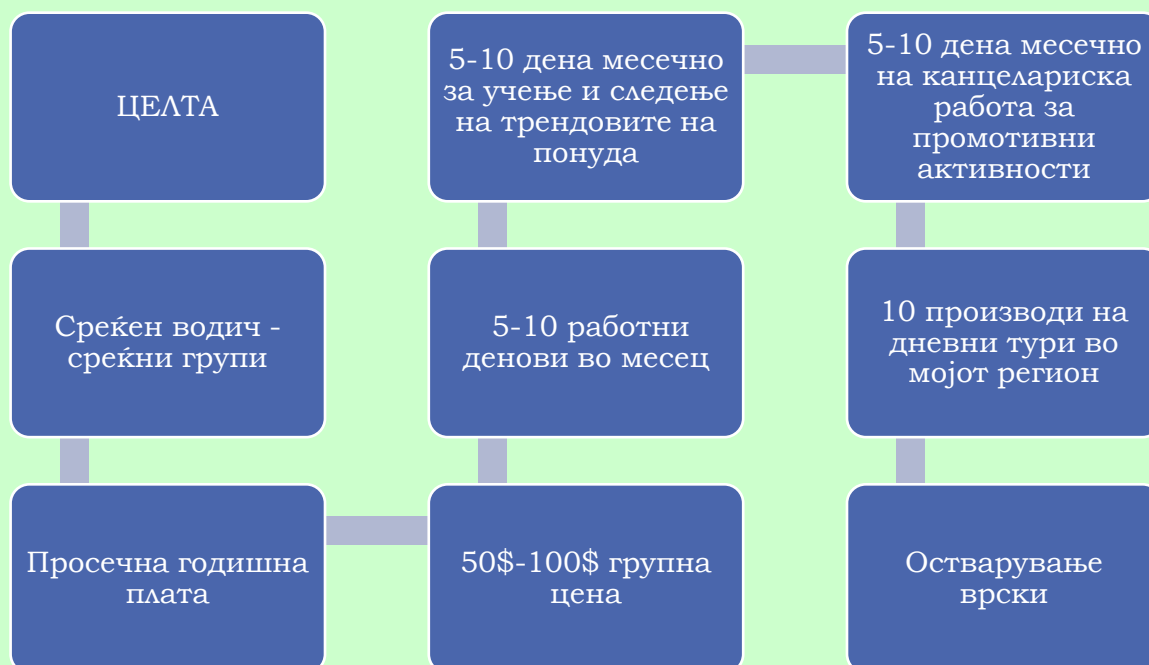 ЦЕЛТА
Среќен водич -
среќни групи
Просечна годишна
плата
50$-100$ групна
цена
5-10 работни
денови во месец
5-10 дена месечно
за учење и следење
на трендовите на
понуда
5-10 дена месечно
на канцелариска
работа за
промотивни
активности
10 производи на
дневни тури во
мојот регион
Остварување
врски